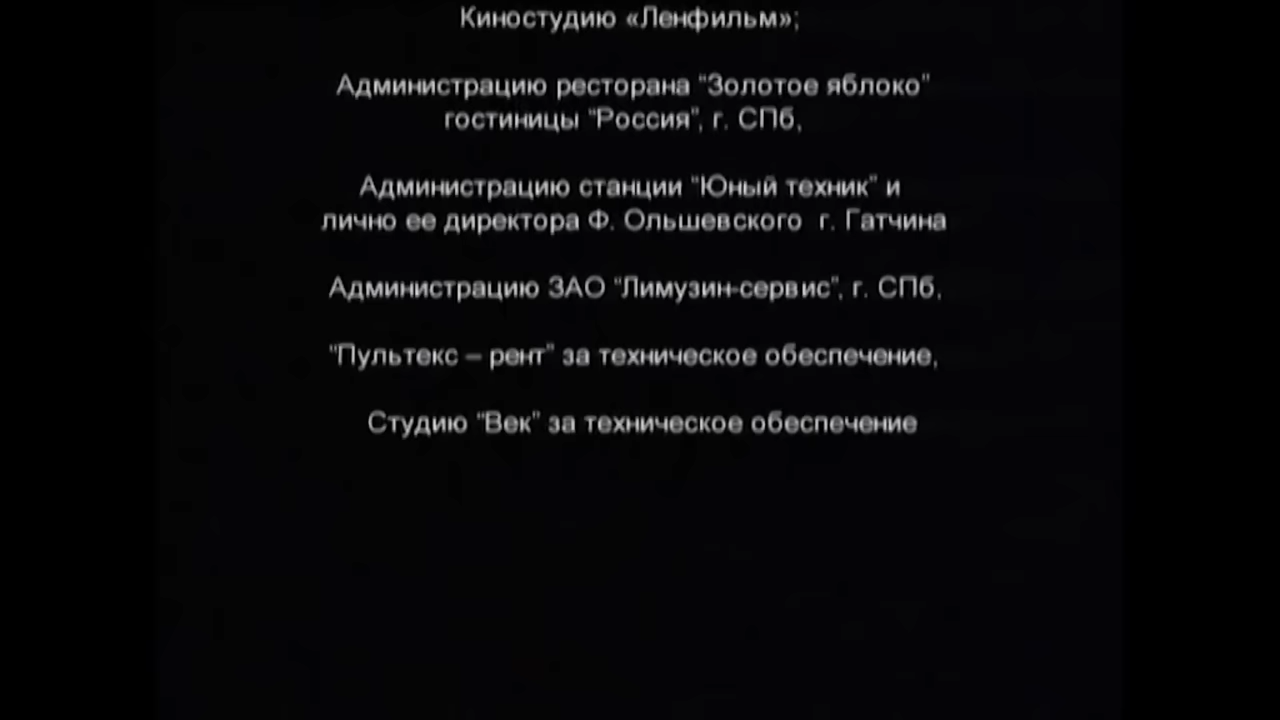 Киностудию «Ленфильм»;
Администрацию ресторана "Золотое яблоко"
гостиницы "Россия", г. СПб,
Администрацию станции "Юный техник" и
лично ее директора Ф. Ольшевского г. Гатчина
Администрацию ЗАО "Лимузин-сервис", г. СПб,
"Пультекс – рент" за техническое обеспечение,
Студию "Век" за техническое обеспечение